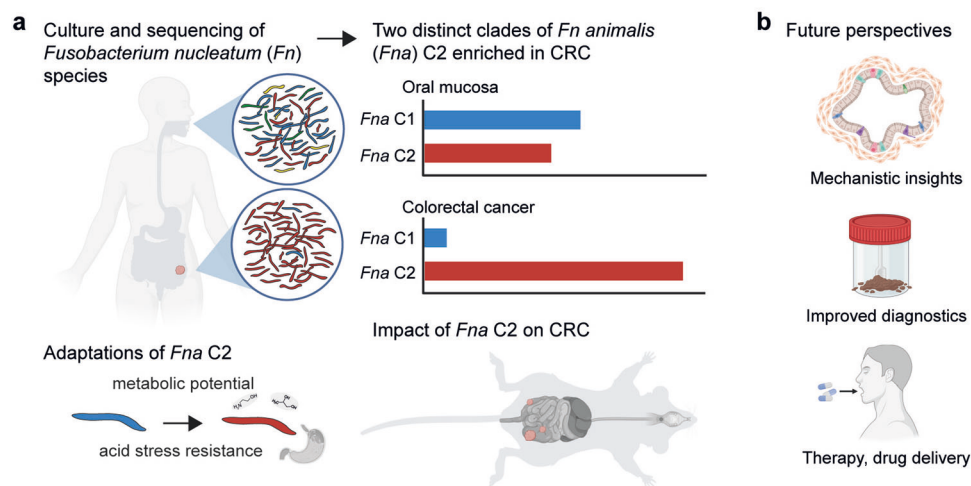 a
Culture and sequencing of
Fusobacterium nucleatum (Fn)
species
Two distinct clades of Fn animalis
(Fna) C2 enriched in CRC
Oral mucosa
Fna C1
Fna C2
Colorectal cancer
Fna C1
Fna C2
Adaptations of Fna C2
metabolic potential
acid stress resistance
Impact of Fna C2 on CRC
b
Future perspectives
Mechanistic insights
Improved diagnostics
Therapy, drug delivery